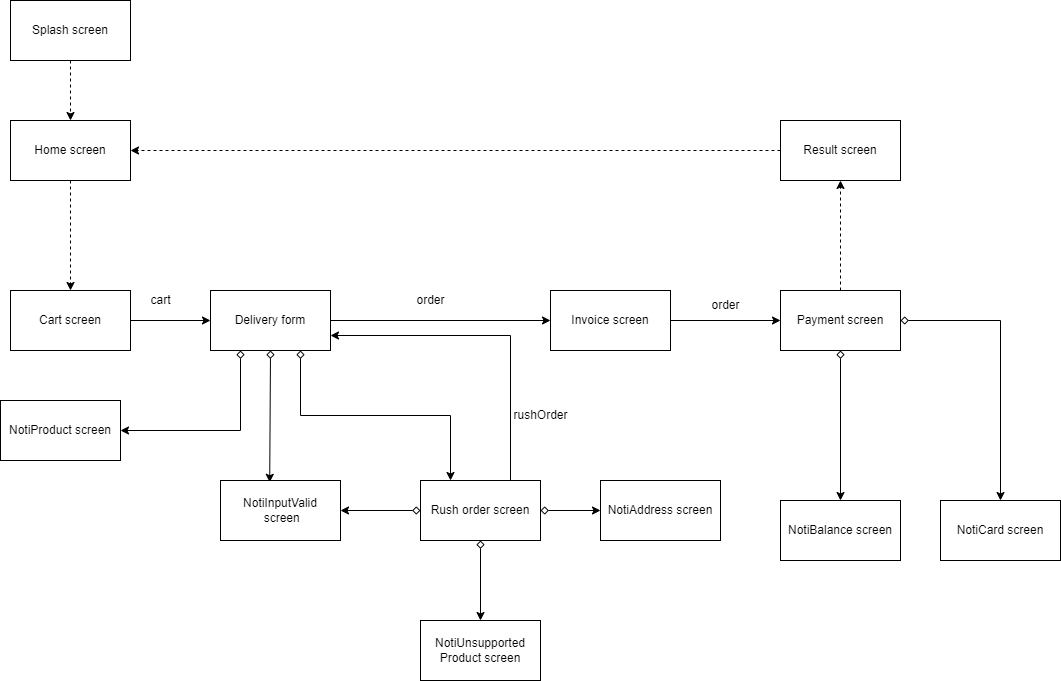 Splash screen
Home screen
Result screen
cart
order
order
Cart screen
Delivery form
Invoice screen
Payment screen
rushOrder
NotiProduct screen
NotiInputValid
screen
Rush order screen
NotiAddress screen
NotiBalance screen
NotiCard screen
NotiUnsupported
Product screen